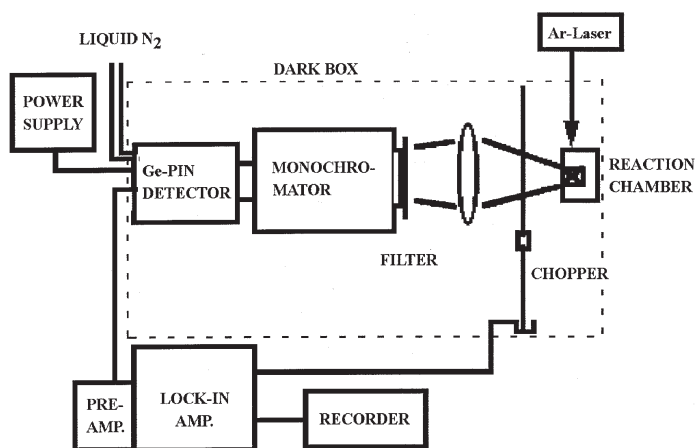 LIQUID N2
Ar-Laser
DARK BOX
POWER
SUPPLY
Ge-PIN
DETECTOR
MONOCHRO-
MATOR
REACTION
CHAMBER
FILTER
CHOPPER
PRE-
AMP.
LOCK-IN
AMP.
RECORDER